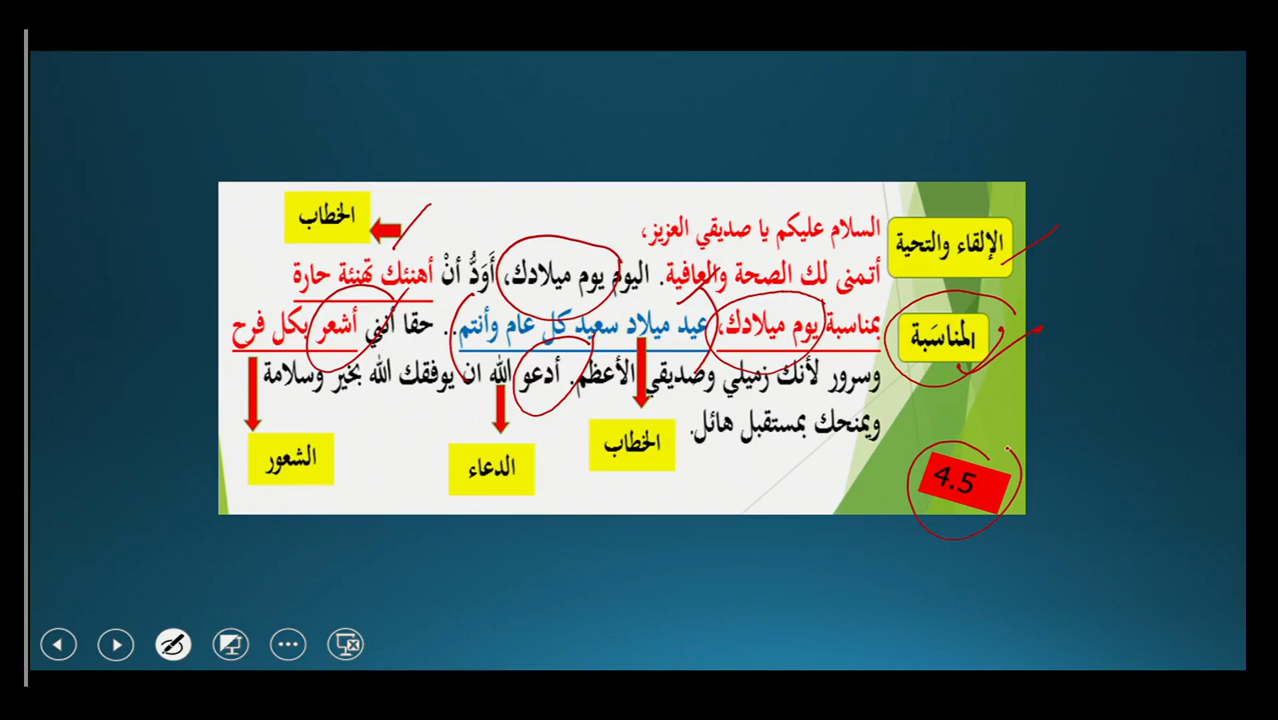 الخطاب
الإلقاء والتحية
السلام عليكم يا صديقي العزيز،
أتمنى لك الصحة والعافية. اليوم يوم ميلادك، أَوَدُّ أنْ أهنئك تهنئة حارة
المناسَبة
بمناسبة يوم ميلادك، عيد ميلاد سعيد كل عام وأنتم.. حقا أنني أشعر بكل فرح
وسرور لأنك زميلي وصديقي الأعظم. أدعو الله ان يوفقك الله بخير وسلامة
ويمنحك بمستقبل هائل.
الخطاب
الدعاء
الشعور
4.5